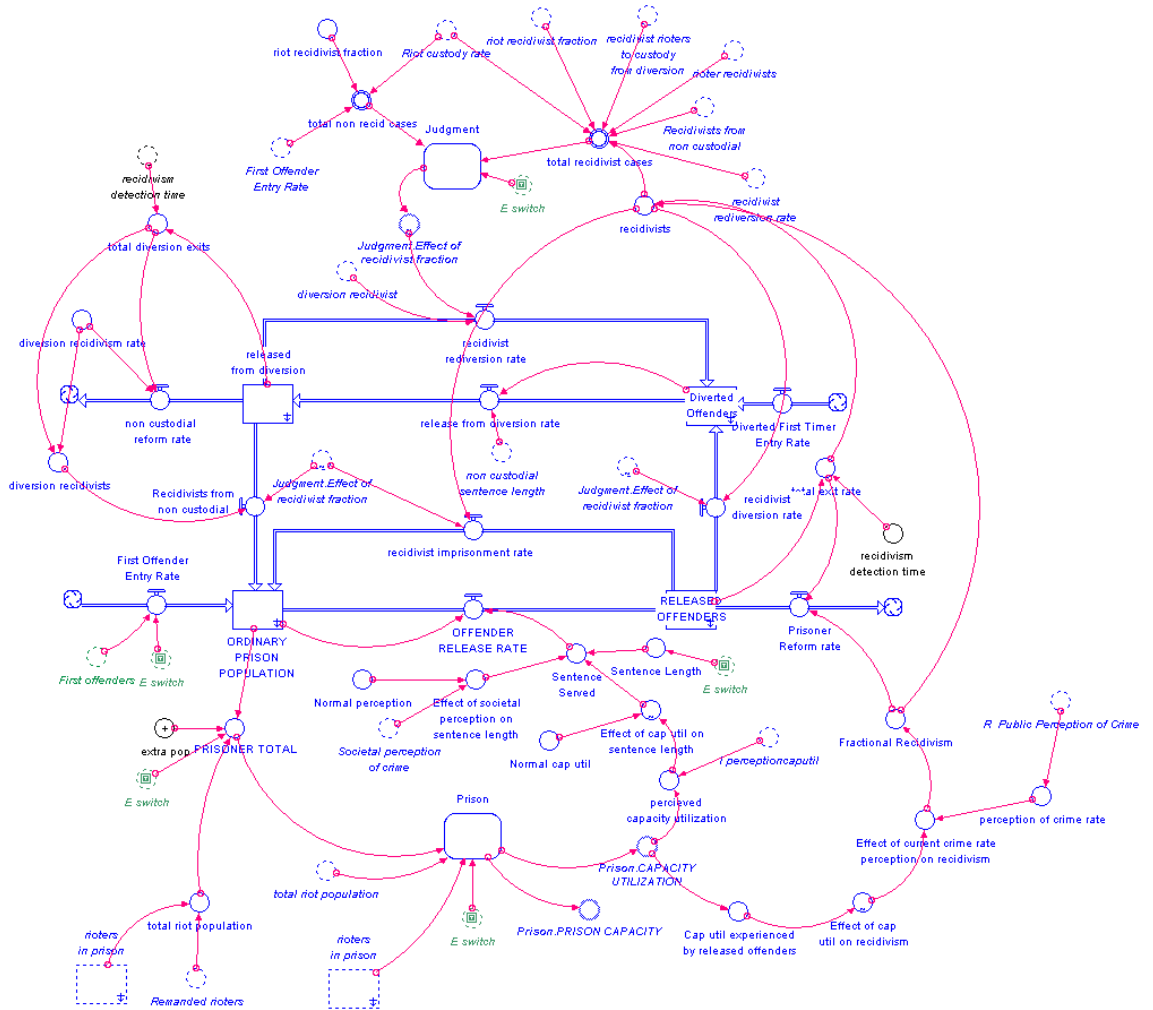 riot recidivist fraction
Riot custody rate
riot recidivist fraction
recidivist rioters
to custody
from diversion
rioter recidivists
total non recid cases
Judgment
Recidivists from
non custodial
total recidivist cases
First Offender
Entry Rate
E switch
recidivist
rediversion rate
recidivism
detection time
recidivists
total diversion exits
Judgment.Effect of
recidivist fraction
diversion recidivist
diversion recidivism rate
released
from diversion
recidivist
rediversion rate
non custodial
reform rate
release from diversion rate
Diverted
Offenders
Diverted First Timer
Entry Rate
diversion recidivists
Recidivists from
non custodial
Judgment.Effect of
recidivist fraction
non custodial
sentence length
Judgment.Effect of
recidivist fraction
recidivist
diversion rate
total exit rate
recidivist imprisonment rate
recidivism
detection time
First Offender
Entry Rate
RELEASED
OFFENDERS
ORDINARY
PRISON
POPULATION
OFFENDER
RELEASE RATE
Prisoner
Reform rate
First offenders
E switch
Sentence
Served
Sentence Length
E switch
Normal perception
Effect of societal
perception on
sentence length
extra pop
PRISONER TOTAL
Societal perception
of crime
Normal cap util
Effect of cap util on
sentence length
Fractional Recidivism
R Public Perception of Crime
I perceptioncaputil
E switch
Prison
percieved
capacity utilization
perception of crime rate
Effect of current crime rate
perception on recidivism
Prison.CAPACITY
UTILIZATION
total riot population
total riot population
rioters
in prison
E switch
Prison.PRISON CAPACITY
Cap util experienced
by released offenders
Effect of cap
util on recidivism
rioters
in prison
Remanded rioters